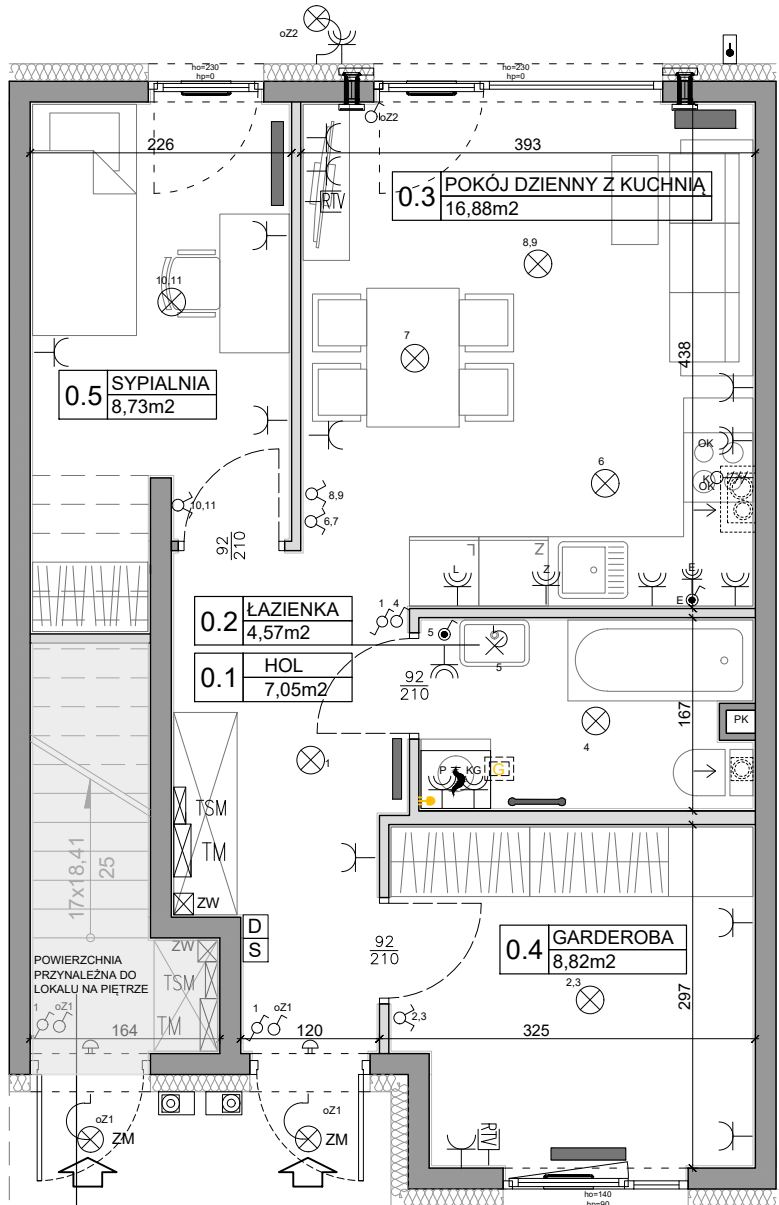 oZ2
ho=230
hp=0
ho=230
hp=0
oZ2
226
393
RTV
0.3 POKÓJ DZIENNY Z KUCHNIĄ
16,88m2
8,9
10,11
7
438
0.5 SYPIALNIA
8,73m2
OK
K
OK
6
10,11
8,9
6,7
92
210
L
Z
L
Z
E
E
0.2 ŁAZIENKA
4,57m2
1 4
5
5
0.1 HOL
7,05m2
92
210
167
PK
4
1
P
KG
G
TSM
TM
17x18,41
25
ZW
D
S
ZW
92
210
0.4 GARDEROBA
8,82m2
POWIERZCHNIA
PRZYNALEŻNA DO
LOKALU NA PIĘTRZE
TSM
TM
2,3
297
1 oZ1
1 oZ1
2,3
164
120
325
oZ1
ZM
oZ1
ZM
RTV
ho=140
hp=90